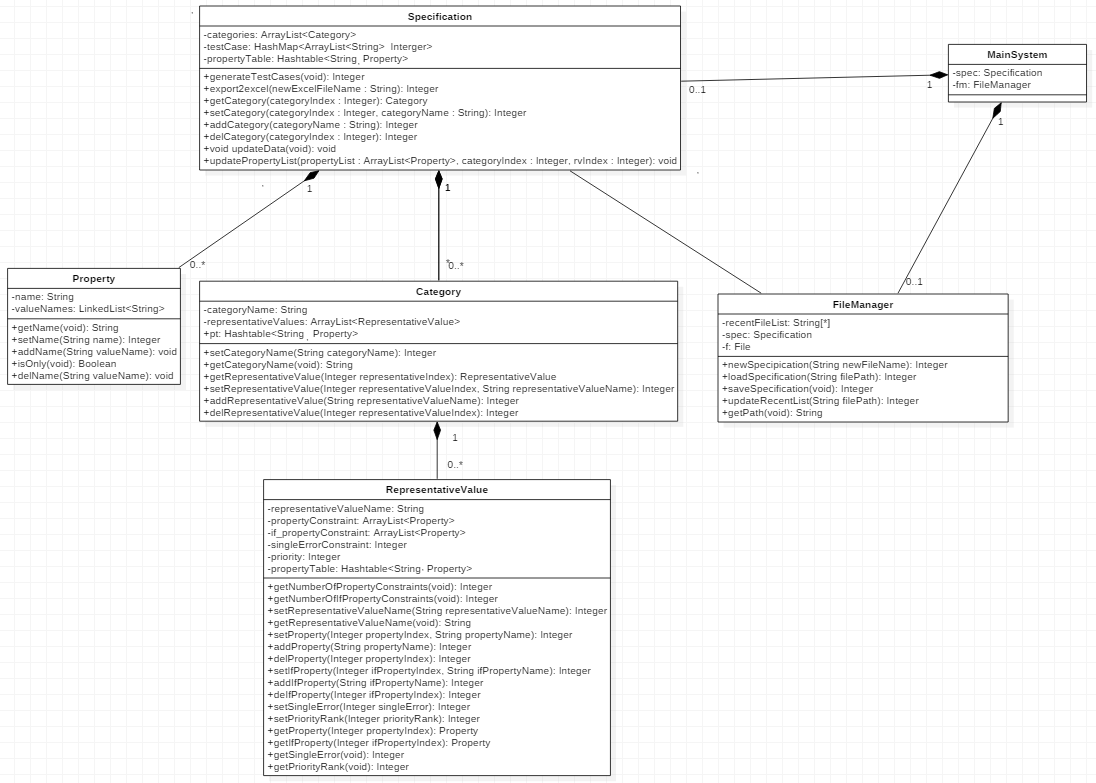 Specification
-categories: ArrayList<Category>
-testCase: HashMap<ArrayList<String> Interger>
-propertyTable: Hashtable<String, Property>
+generateTestCases(void): Integer
+export2excel(newExcelFileName : String): Integer
+getCategory(categoryIndex : Integer): Category
+setCategory(categoryIndex : Integer, categoryName : String): Integer
+addCategory(categoryName : String): Integer
+delCategory(categoryIndex : Integer): Integer
+void updateData(void): void
+updatePropertyList(propertyList : ArrayList<Property>, categoryIndex : Integer, rvIndex : Integer): void
MainSystem
-spec: Specification
-fm: FileManager
0..1
1
1
1
1
0..*
*
0..*
0..1
Property
-name: String
-valueNames: LinkedList<String>
+getName(void): String
+setName(String name): Integer
+addName(String valueName): void
+isOnly(void): Boolean
+delName(String valueName): void
Category
-categoryName: String
-representativeValues: ArrayList<RepresentativeValue>
+pt: Hashtable<String, Property>
+setCategoryName(String categoryName): Integer
+getCategoryName(void): String
+getRepresentativeValue(Integer representativeIndex): RepresentativeValue
+setRepresentativeValue(Integer representativeValueIndex, String representativeValueName): Integer
+addRepresentativeValue(String representativeValueName): Integer
+delRepresentativeValue(Integer representativeValueIndex): Integer
FileManager
-recentFileList: String[*]
-spec: Specification
-f: File
+newSpecipication(String newFileName): Integer
+loadSpecification(String filePath): Integer
+saveSpecification(void): Integer
+updateRecentList(String filePath): Integer
+getPath(void): String
1
0..*
RepresentativeValue
-representativeValueName: String
-propertyConstraint: ArrayList<Property>
-if_propertyConstraint: ArrayList<Property>
-singleErrorConstraint: Integer
-priority: Integer
-propertyTable: Hashtable<String, Property>
+getNumberOfPropertyConstraints(void): Integer
+getNumberOfIfPropertyConstraints(void): Integer
+setRepresentativeValueName(String representativeValueName): Integer
+getRepresentativeValueName(void): String
+setProperty(Integer propertyIndex, String propertyName): Integer
+addProperty(String propertyName): Integer
+delProperty(Integer propertyIndex): Integer
+setIfProperty(Integer ifPropertyIndex, String ifPropertyName): Integer
+addIfProperty(String ifPropertyName): Integer
+delfProperty(Integer ifPropertyIndex): Integer
+setSingleError(Integer singleError): Integer
+setPriorityRank(Integer priorityRank): Integer
+getProperty(Integer propertyIndex): Property
+getIfProperty(Integer ifPropertyIndex): Property
+getSingleError(void): Integer
+getPriorityRank(void): Integer